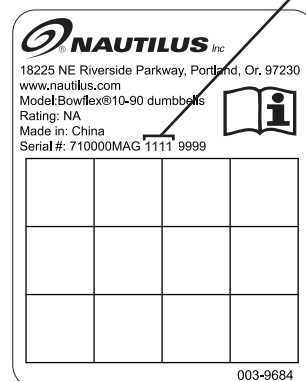 ® NAUTILUS Inc
18225 NE Riverside Parkway, Portland, Or. 97230
www.nautilus.com
Model:Bowflex®10-90 dumbbells
Rating: NA
Made in: China
Serial #: 710000MAG 1111 9999
i
003-9684